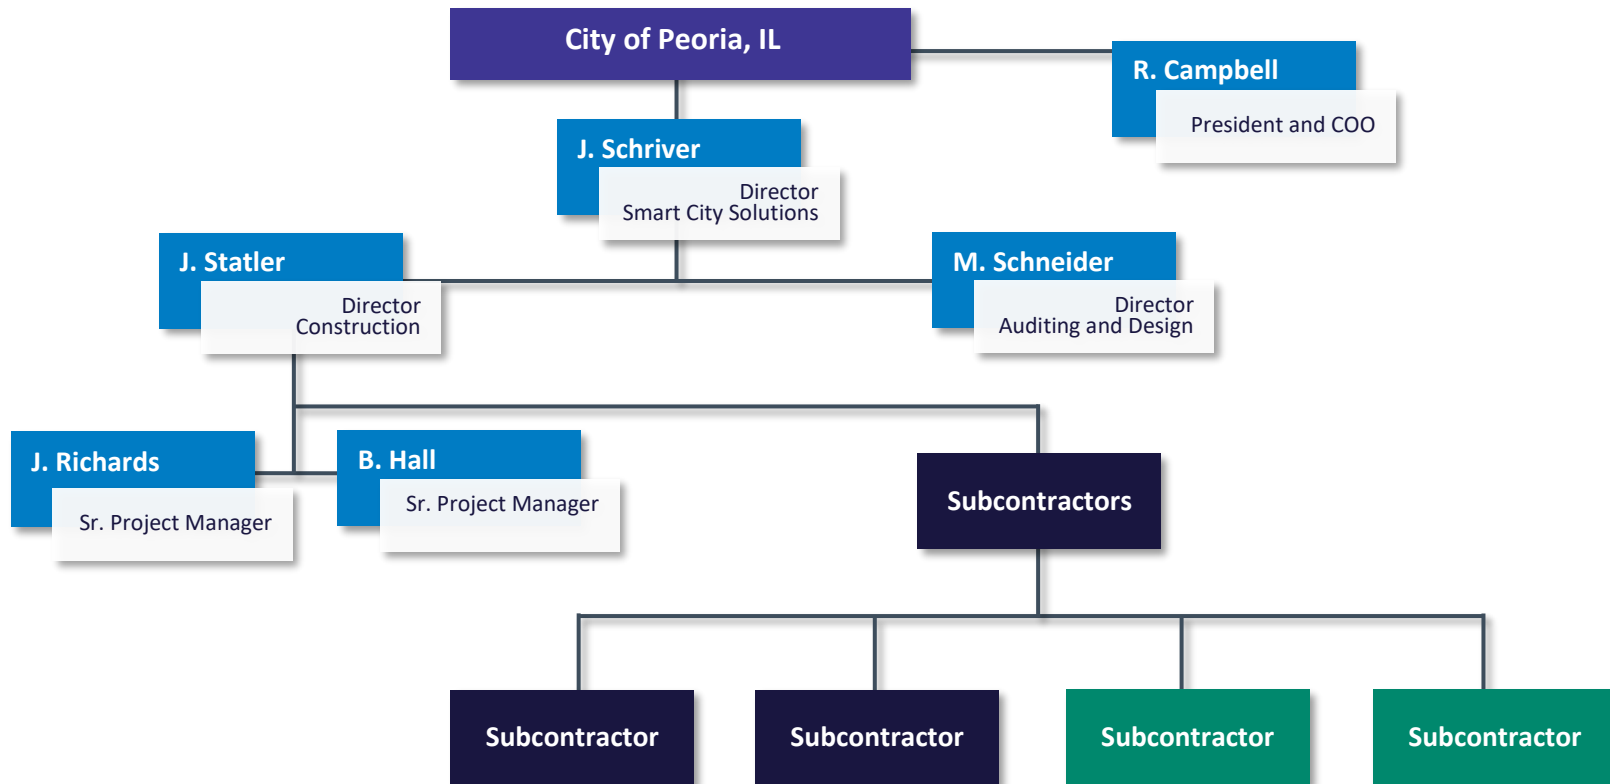 City of Peoria, IL
R. Campbell
President and COO
J. Schriver
Director
Smart City Solutions
J. Statler
Director
Construction
M. Schneider
Director
Auditing and Design
J. Richards
Sr. Project Manager
B. Hall
Sr. Project Manager
Subcontractors
Subcontractor
Subcontractor
Subcontractor
Subcontractor